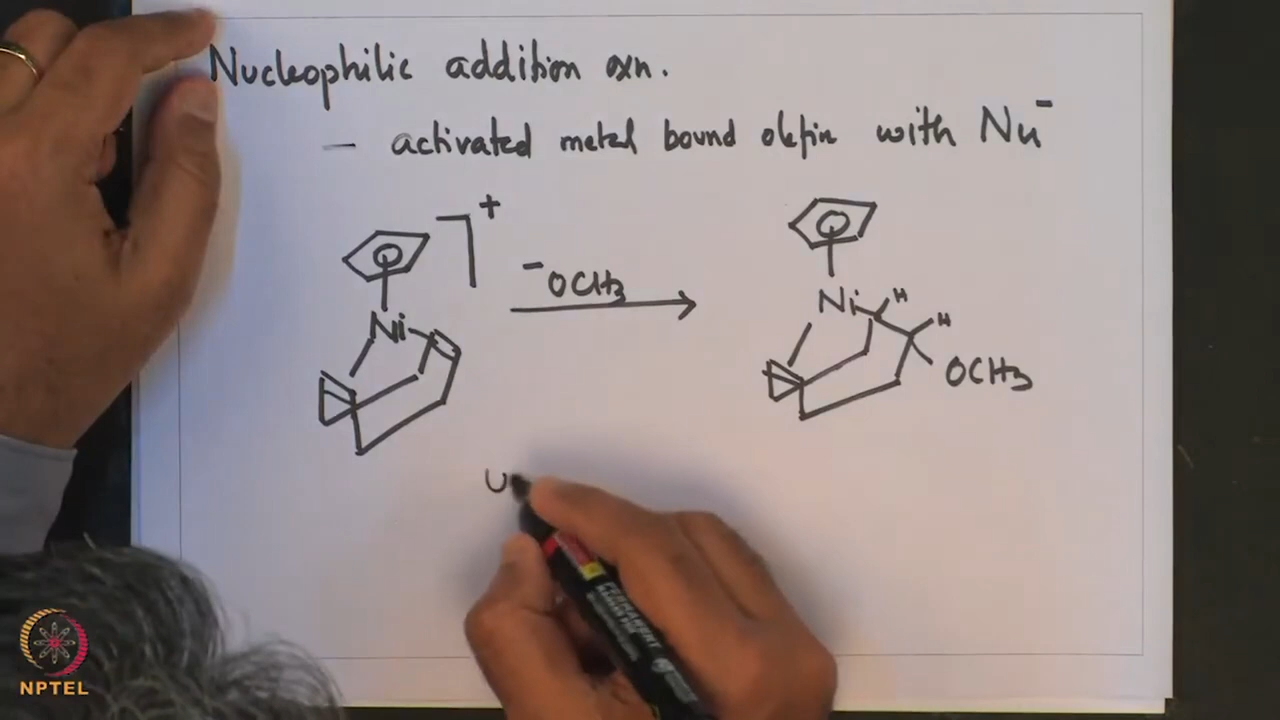 Nucleophilic addition rxn.
– activated metal bound olefin with Nu⁻
+
⁻OCH3
Ni
Ni
H
H
OCH3
NPTEL